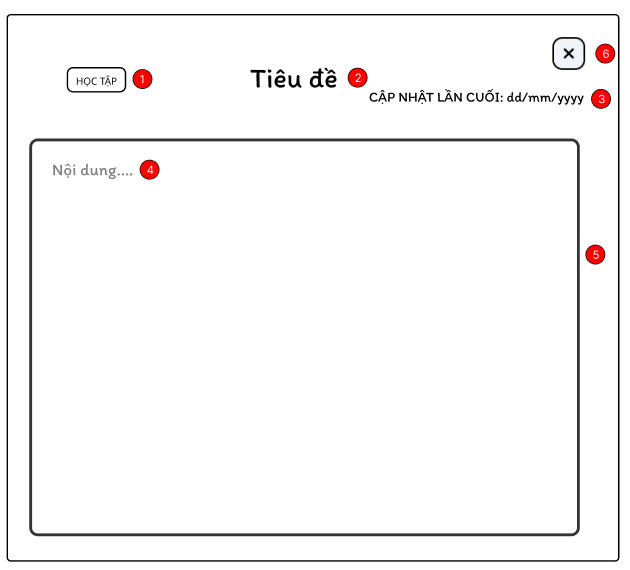 6
HỌC TẬP 1
Tiêu đề 2
CẬP NHẬT LẦN CUỐI: dd/mm/yyyy 3
Nội dung.... 4
5